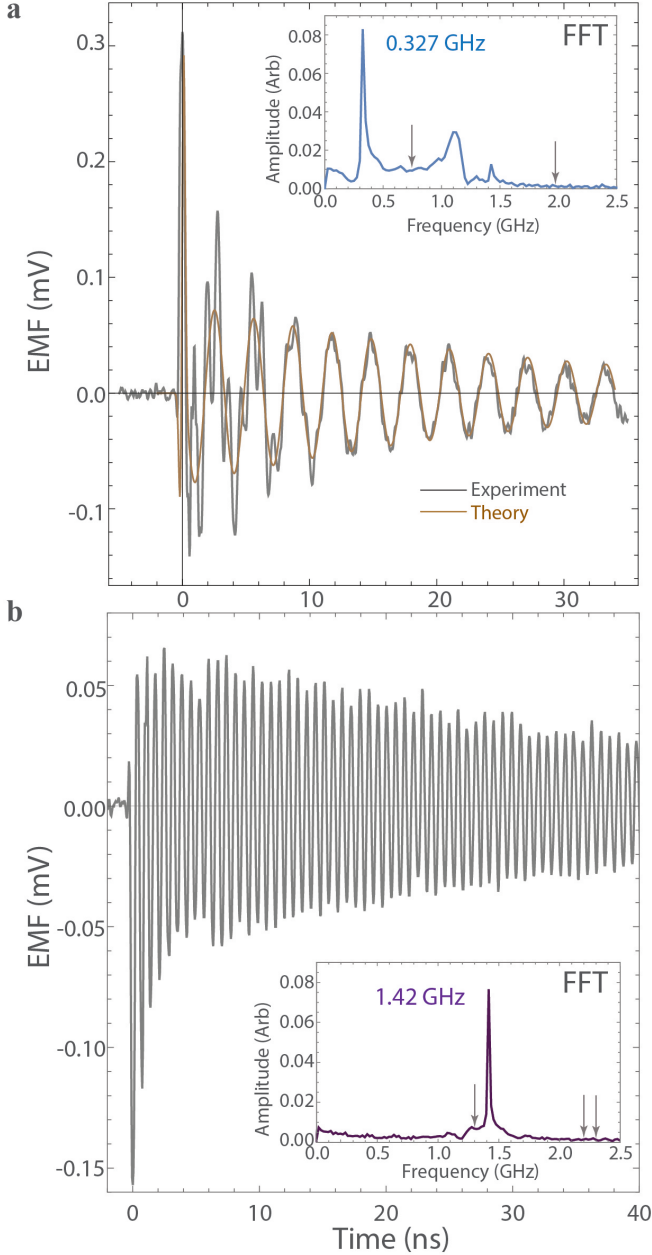 a
0.3
0.2
0.1
0.0
-0.1
EMF (mV)
0 10 20 30
FFT
0.327 GHz
0.08
0.06
0.04
0.02
0.00
Amplitude (Arb)
0.0 0.5 1.0 1.5 2.0 2.5
Frequency (GHz)
Experiment
Theory
b
0.05
0.00
-0.05
-0.10
-0.15
EMF (mV)
FFT
1.42 GHz
0.08
0.06
0.04
0.02
0.00
Amplitude (Arb)
0.0 0.5 1.0 1.5 2.0 2.5
Frequency (GHz)
0 10 20 30 40
Time (ns)